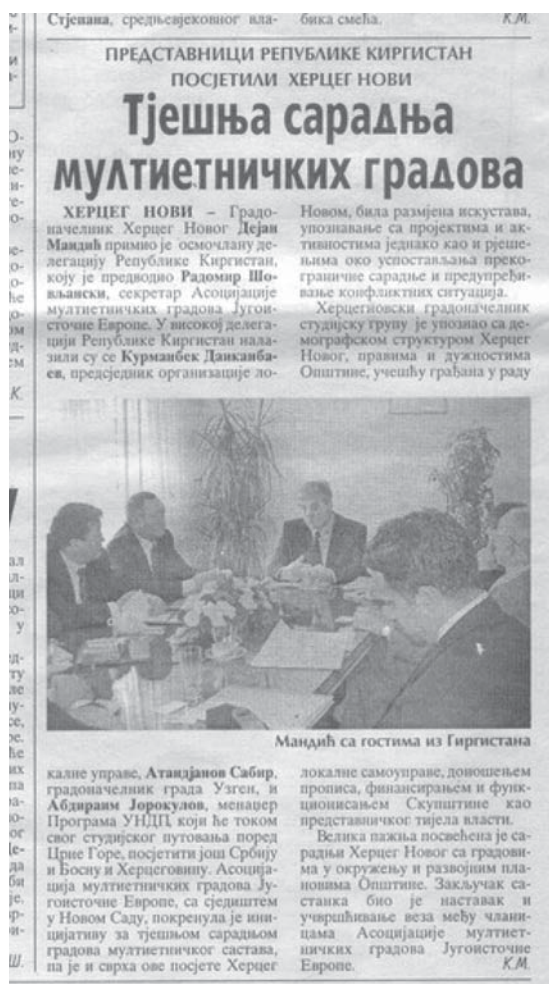 Стјепана, средњевјековног вла-
бика смећа.
К.М.
ПРЕДСТАВНИЦИ РЕПУБЛИКЕ КИРГИСТАН
ПОСЈЕТИЛИ ХЕРЦЕГ НОВИ
Тјешња сарадња
мултиетничких градова
ХЕРЦЕГ НОВИ – Градо-
начелник Херцег Новог Дејан
Мандић примио је осмочлану де-
легацију Републике Киргистан,
коју је предводио Радомир Шо-
вљански, секретар Асоцијације
мултиетничких градова Југои-
сточне Европе. У високој делега-
цији Републике Киргистан нала-
зили су се Курманбек Даиканба-
ев, предсједник организације ло-
Новом, била размјена искустава,
упознавање са пројектима и ак-
тивностима једнако као и рјеше-
њима око успостављања преко-
граничне сарадње и предупређи-
вање конфликтних ситуација.
Херцегновски градоначелник
студијску групу је упознао са де-
мографском структуром Херцег
Новог, правима и дужностима
Општине, учешћу грађана у раду
Мандић са гостима из Гиргистана
калне управе, Атанджанов Сабир,
градоначелник града Узген, и
Абдираим Јорокулов, менаџер
Програма УНДП, који ће током
свог студијског путовања поред
Црне Горе, посјетити још Србију
и Босну и Херцеговину. Асоција-
ција мултиетничких градова Ју-
гоисточне Европе, са сједиштем
у Новом Саду, покренула је ини-
цијативу за тјешњом сарадњом
градова мултиетничког састава,
па је и сврха ове посјете Херцег
локалне самоуправе, доношењем
прописа, финансирањем и функ-
ционисањем Скупштине као
представничког тијела власти.
Велика пажња посвећена је са-
радњи Херцег Новог са градови-
ма у окружењу и развојним пла-
новима Општине. Закључак са-
станка био је наставак и
учвршћивање веза међу члани-
цама Асоцијације мултиет-
ничких градова Југоисточне
Европе.
К.М.